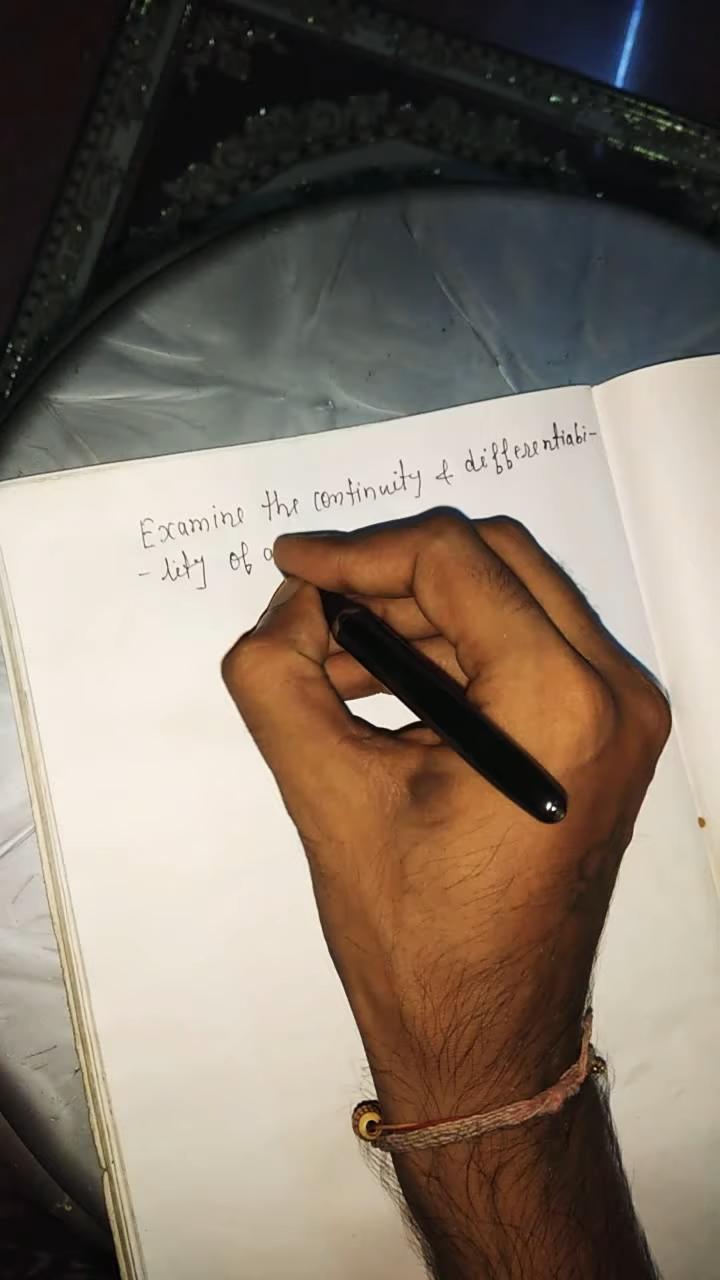 Examine the continuity & differentiabi-
- lity of a